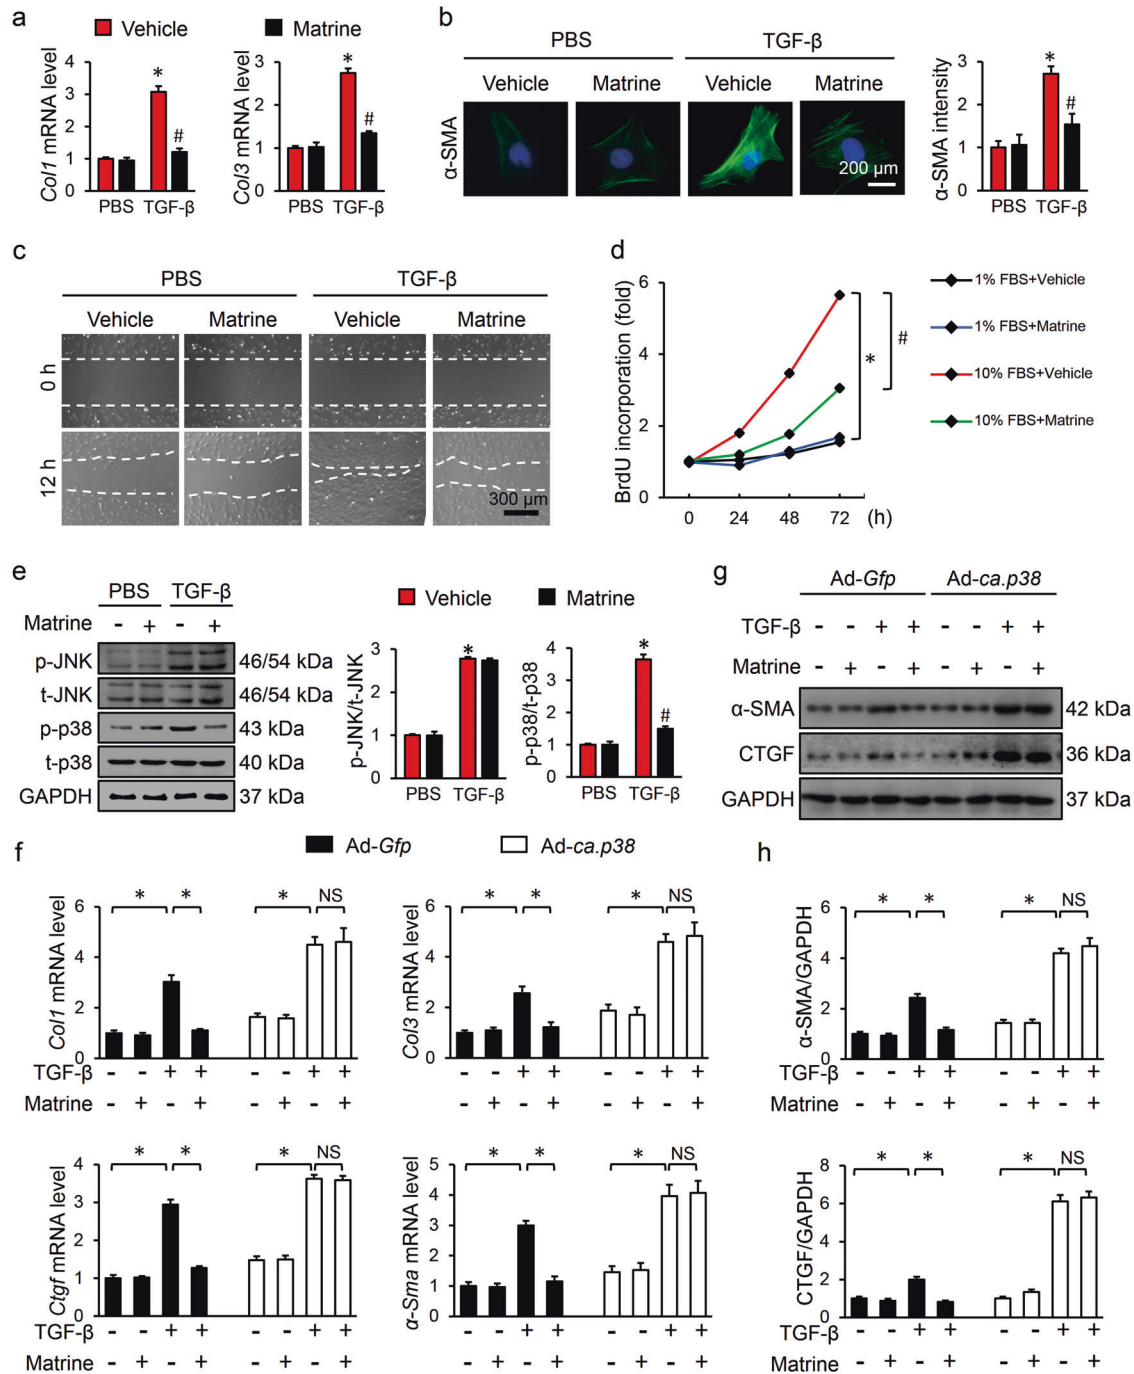 a
Vehicle
Matrine
Col1 mRNA level
4
3
2
1
0
*
#
PBS
TGF-β
Col3 mRNA level
3
2
1
0
*
#
PBS
TGF-β
b
PBS
TGF-β
Vehicle
Matrine
Vehicle
Matrine
α-SMA
200 µm
α-SMA intensity
3
2
1
0
*
#
PBS
TGF-β
c
PBS
TGF-β
Vehicle
Matrine
Vehicle
Matrine
0 h
12 h
300 µm
d
BrdU incorporation (fold)
6
4
2
0
0 24 48 72 (h)
*
#
1% FBS+Vehicle
1% FBS+Matrine
10% FBS+Vehicle
10% FBS+Matrine
e
PBS TGF-β
Matrine - + - +
p-JNK 46/54 kDa
t-JNK 46/54 kDa
p-p38 43 kDa
t-p38 40 kDa
GAPDH 37 kDa
Vehicle
Matrine
p-JNK/t-JNK
3
2
1
0
*
PBS TGF-β
p-p38/t-p38
4
3
2
1
0
*
#
PBS TGF-β
g
Ad-Gfp Ad-ca.p38
TGF-β - - + + - - + +
Matrine - + - + - + - +
α-SMA 42 kDa
CTGF 36 kDa
GAPDH 37 kDa
f
Ad-Gfp
Ad-ca.p38
Col1 mRNA level
6
4
2
0
* * * NS
TGF-β - - + + - - + +
Matrine - + - + - + - +
Col3 mRNA level
6
4
2
0
* * * NS
- - + + - - + +
- + - + - + - +
Ctgf mRNA level
4
3
2
1
0
* * * NS
TGF-β - - + + - - + +
Matrine - + - + - + - +
α-Sma mRNA level
5
4
3
2
1
0
* * * NS
- - + + - - + +
- + - + - + - +
h
α-SMA/GAPDH
6
4
2
0
* * * NS
TGF-β - - + + - - + +
Matrine - + - + - + - +
CTGF/GAPDH
8
6
4
2
0
* * * NS
TGF-β - - + + - - + +
Matrine - + - + - + - +